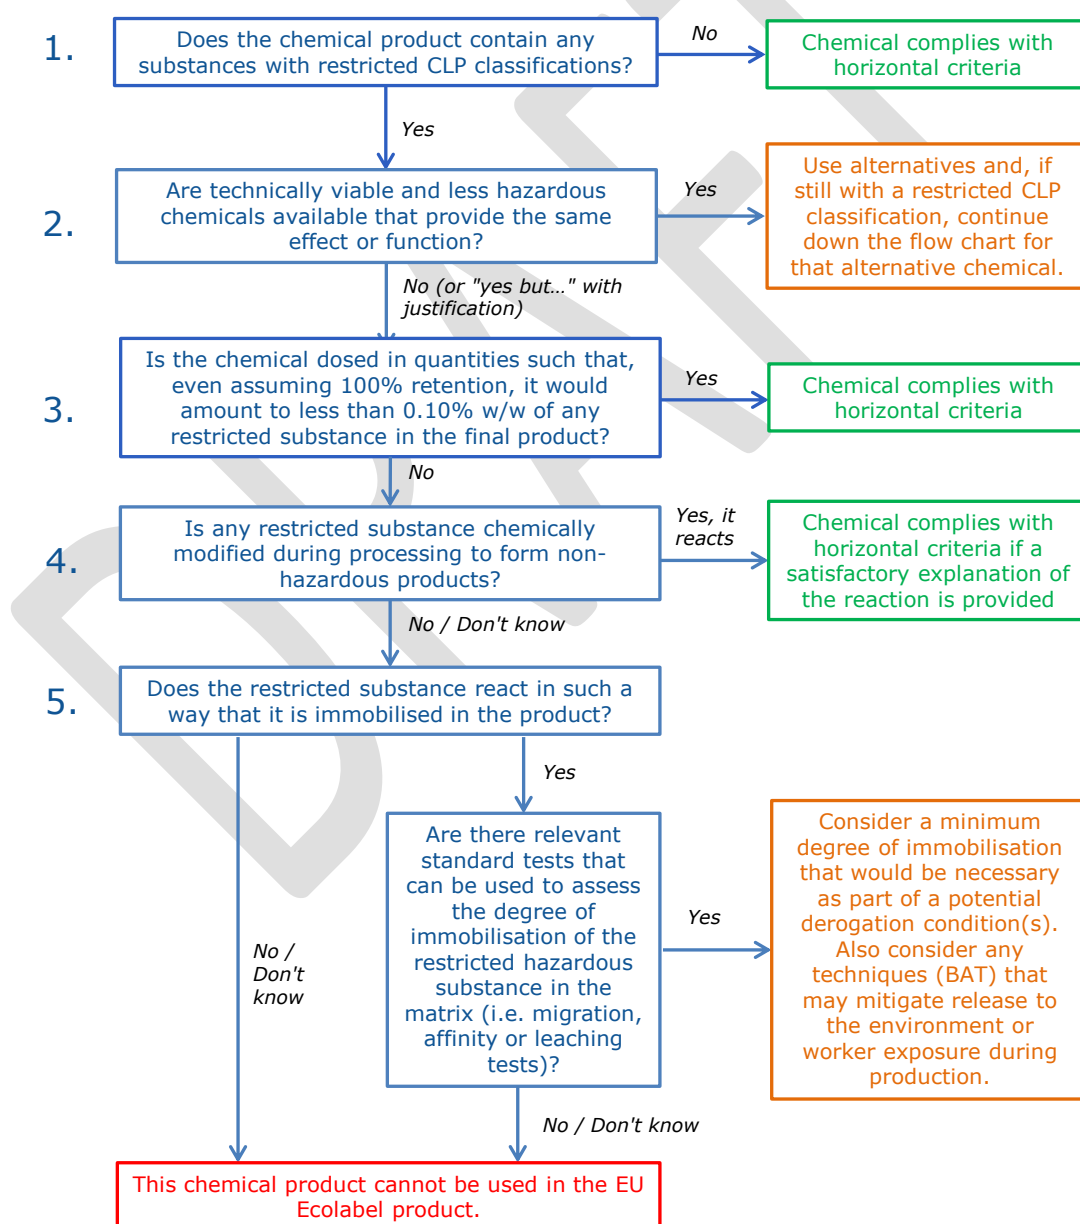 1.
Does the chemical product contain any
substances with restricted CLP classifications?
No
Chemical complies with
horizontal criteria
Yes
2.
Are technically viable and less hazardous
chemicals available that provide the same
effect or function?
Yes
Use alternatives and, if
still with a restricted CLP
classification, continue
down the flow chart for
that alternative chemical.
No (or "yes but…" with
justification)
3.
Is the chemical dosed in quantities such that,
even assuming 100% retention, it would
amount to less than 0.10% w/w of any
restricted substance in the final product?
Yes
Chemical complies with
horizontal criteria
No
4.
Is any restricted substance chemically
modified during processing to form non-
hazardous products?
Yes, it
reacts
Chemical complies with
horizontal criteria if a
satisfactory explanation of
the reaction is provided
No / Don't know
5.
Does the restricted substance react in such a
way that it is immobilised in the product?
Yes
Are there relevant
standard tests that
can be used to assess
the degree of
immobilisation of the
restricted hazardous
substance in the
matrix (i.e. migration,
affinity or leaching
tests)?
Yes
Consider a minimum
degree of immobilisation
that would be necessary
as part of a potential
derogation condition(s).
Also consider any
techniques (BAT) that
may mitigate release to
the environment or
worker exposure during
production.
No /
Don't
know
No / Don't know
This chemical product cannot be used in the EU
Ecolabel product.
DRAFT